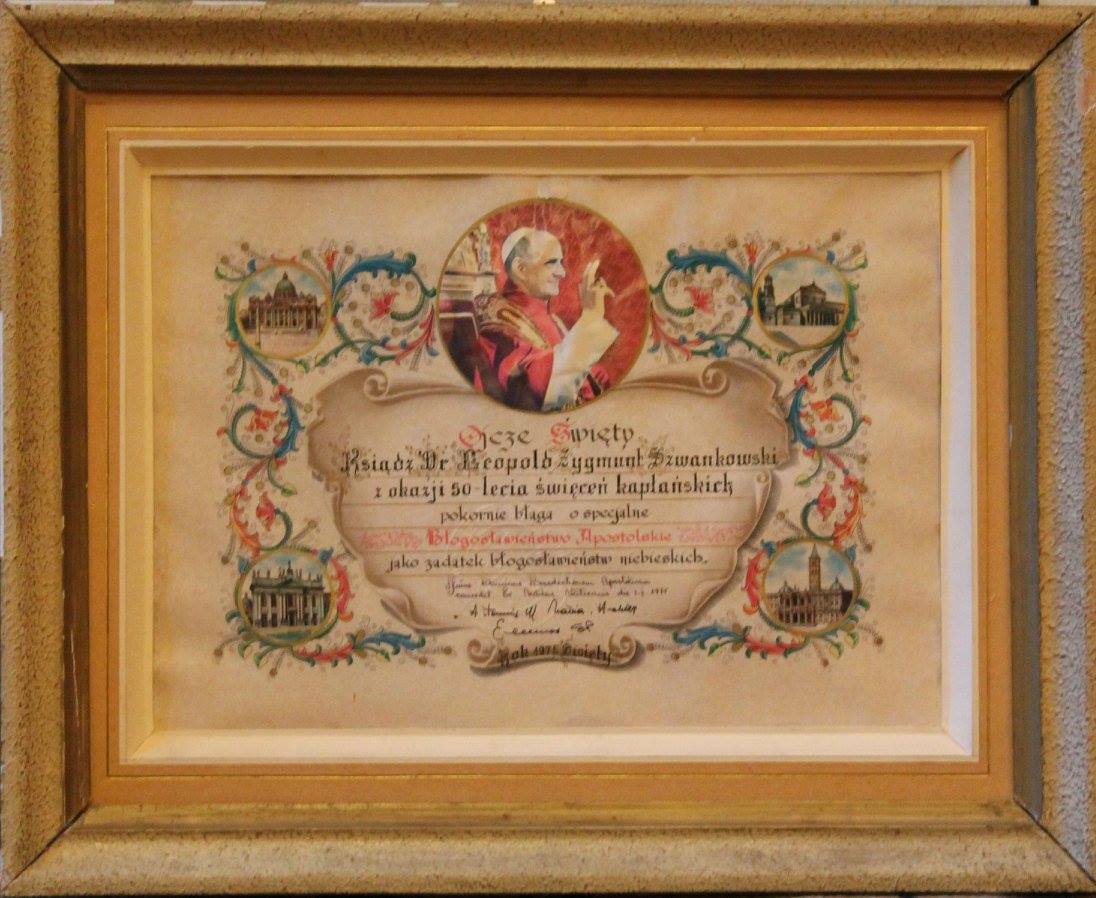 Ojcze Święty
Ksiądz Dr Leopold Zygmunt Szwankowski
z okazji 50-lecia święceń kapłańskich
pokornie błaga o specjalne
Błogosławieństwo Apostolskie
jako zadatek błogosławieństw niebieskich.
Rok 1975 Święty